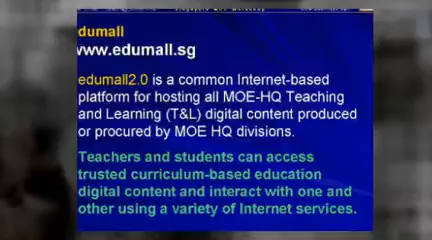 edumall
www.edumall.sg
edumall2.0 is a common Internet-based
platform for hosting all MOE-HQ Teaching
and Learning (T&L) digital content produced
or procured by MOE HQ divisions.
Teachers and students can access
trusted curriculum-based education
digital content and interact with one and
other using a variety of Internet services.